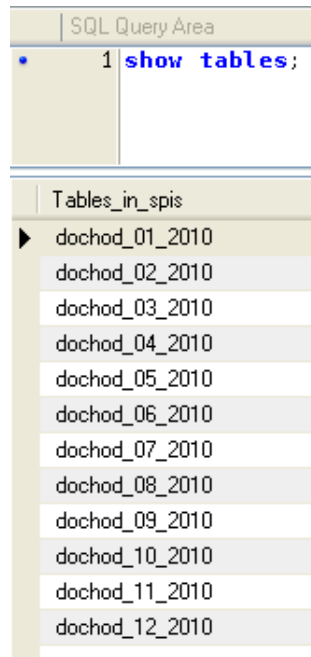 SQL Query Area
1 show tables;
Tables_in_spis
dochod_01_2010
dochod_02_2010
dochod_03_2010
dochod_04_2010
dochod_05_2010
dochod_06_2010
dochod_07_2010
dochod_08_2010
dochod_09_2010
dochod_10_2010
dochod_11_2010
dochod_12_2010